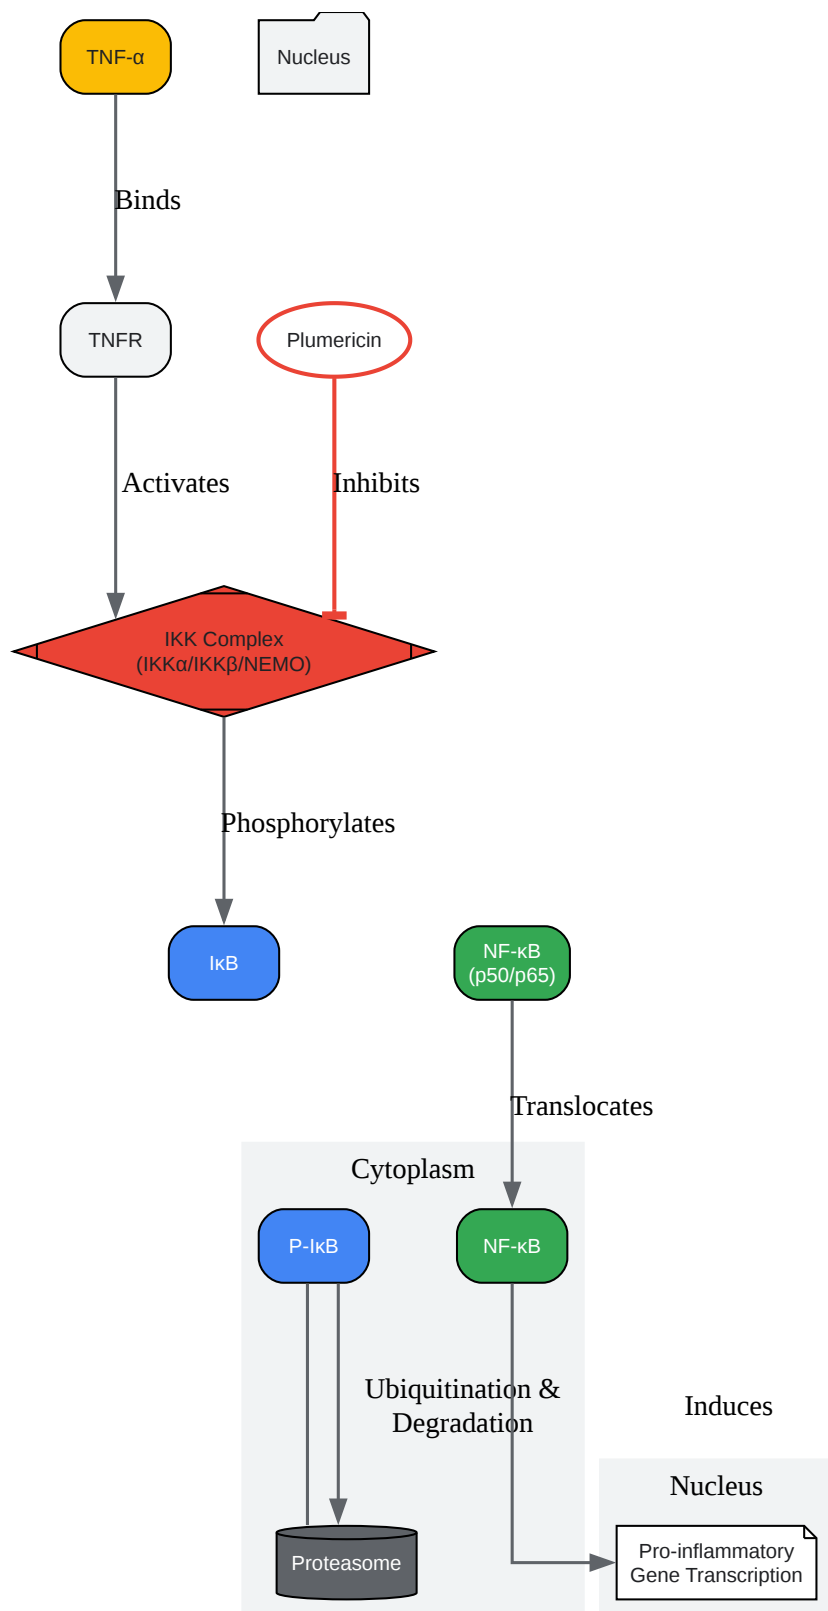 TNF-α
Nucleus
Binds
TNFR
Plumericin
Activates
Inhibits
IKK Complex
(IKKα/IKKβ/NEMO)
Phosphorylates
IκB
NF-κB
(p50/p65)
Translocates
Cytoplasm
P-IκB
NF-κB
Ubiquitination &
Degradation
Induces
Nucleus
Proteasome
Pro-inflammatory
Gene Transcription